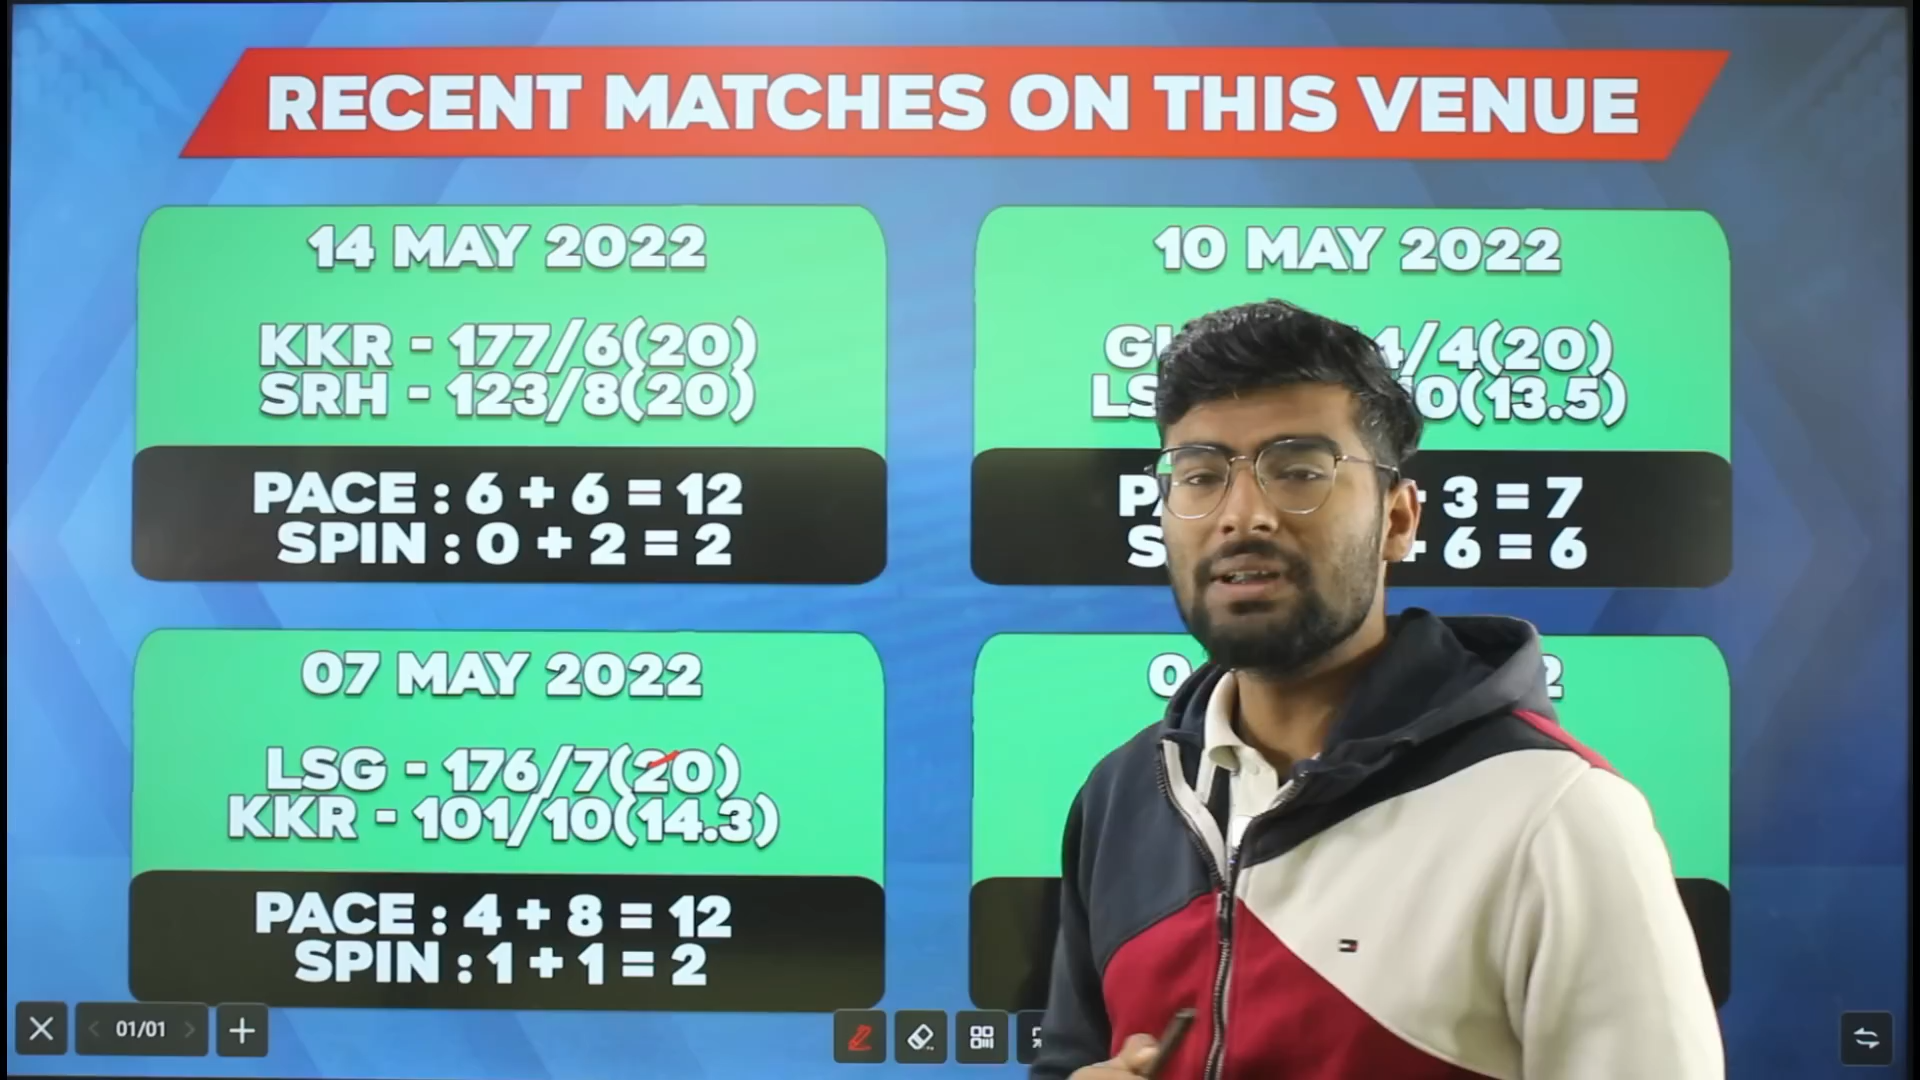 RECENT MATCHES ON THIS VENUE
14 MAY 2022
KKR - 177/6(20)
SRH - 123/8(20)
PACE : 6 + 6 = 12
SPIN : 0 + 2 = 2
10 MAY 2022
4/4(20)
(13.5)
3 = 7
6 = 6
07 MAY 2022
LSG - 176/7(20)
KKR - 101/10(14.3)
PACE : 4 + 8 = 12
SPIN : 1 + 1 = 2
01/01